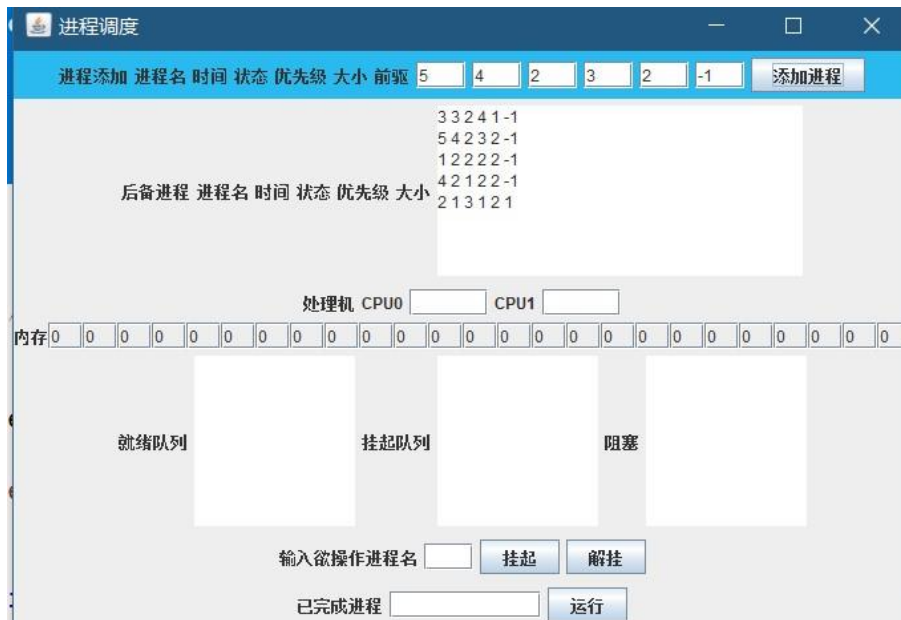 进程调度
进程添加 进程名 时间 状态 优先级 大小 前驱 5 4 2 3 2 -1 添加进程
3 3 2 4 1 -1
5 4 2 3 2 -1
1 2 2 2 2 -1
后备进程 进程名 时间 状态 优先级 大小 4 2 1 2 2 -1
2 1 3 1 2 1
处理机 CPU0 CPU1
内存 0 0 0 0 0 0 0 0 0 0 0 0 0 0 0 0 0 0 0 0 0 0 0 0 0
就绪队列 挂起队列 阻塞
输入欲操作进程名 挂起 解挂
已完成进程 运行